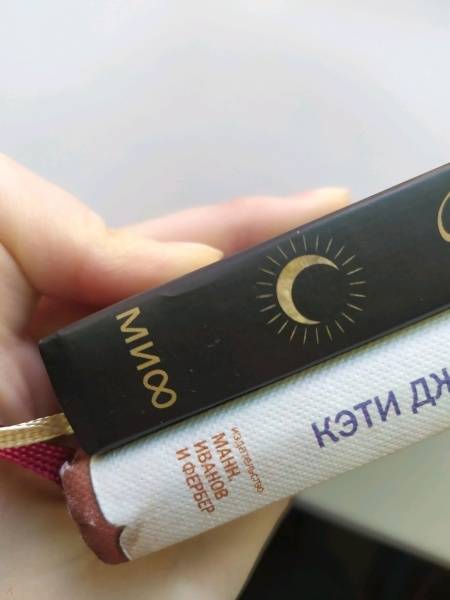 МИФ
КЭТИ ДЖ
ИЗДАТЕЛЬСТВО
МАНН,
ИВАНОВ
И ФЕРБЕР